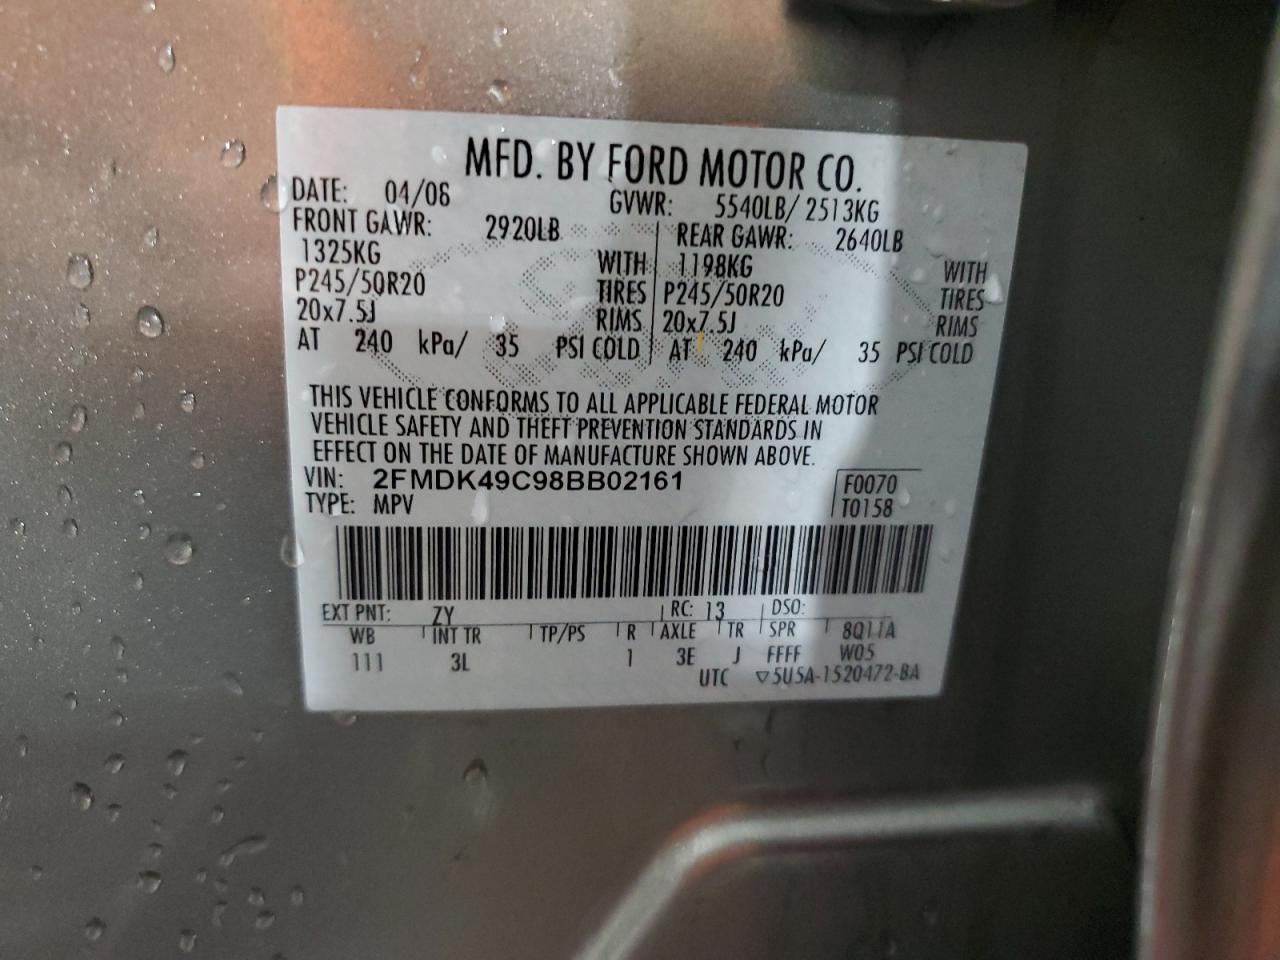 MFD. BY FORD MOTOR CO.
DATE: 04/08 GVWR: 5540LB/ 2513KG
FRONT GAWR: 2920LB REAR GAWR: 2640LB
1325KG WITH 1198KG WITH
P245/50R20 TIRES P245/50R20 TIRES
20x7.5J RIMS 20x7.5J RIMS
AT 240 kPa/ 35 PSI COLD AT 240 kPa/ 35 PSI COLD
THIS VEHICLE CONFORMS TO ALL APPLICABLE FEDERAL MOTOR
VEHICLE SAFETY AND THEFT PREVENTION STANDARDS IN
EFFECT ON THE DATE OF MANUFACTURE SHOWN ABOVE.
VIN: 2FMDK49C98BB02161 F0070
TYPE: MPV T0158
EXT PNT: ZY RC: 13 DSO:
WB INT TR TP/PS R AXLE TR SPR 8Q11A
111 3L 1 3E J FFFF W05
UTC ▽5U5A-1520472-BA